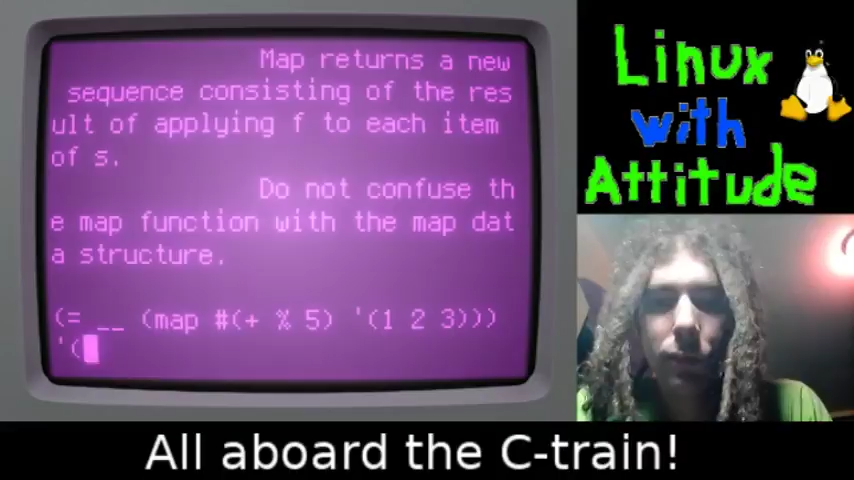 Map returns a new
sequence consisting of the res
ult of applying f to each item
of s.
Do not confuse th
e map function with the map dat
a structure.
(= __ (map #(+ % 5) '(1 2 3)))
'(
Linux
with
Attitude
All aboard the C-train!